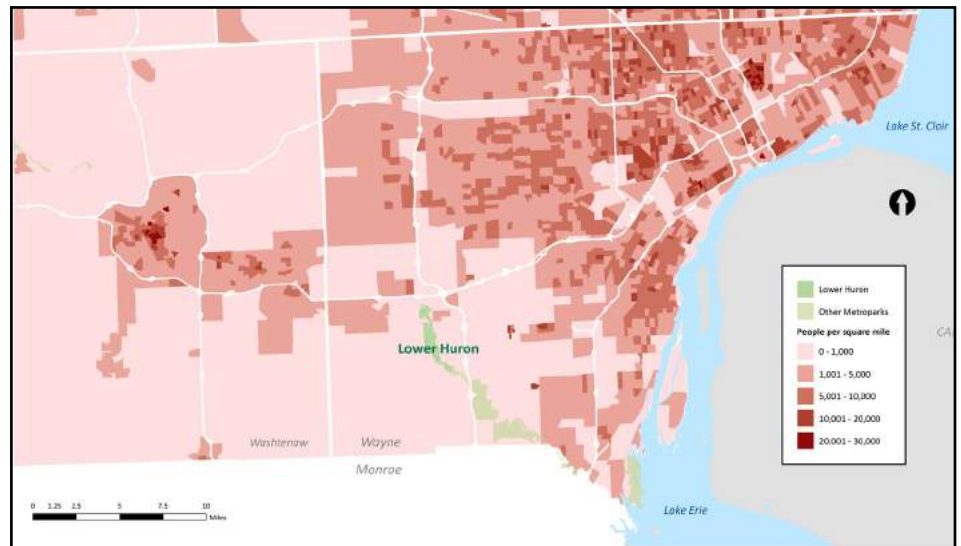 Lake St. Clair
Lower Huron
Other Metroparks
People per square mile
0 - 1,000
1,001 - 5,000
5,001 - 10,000
10,001 - 20,000
20,001 - 30,000
CA
Lower Huron
Washtenaw
Wayne
Monroe
0 1.25 2.5 5 7.5 10
Miles
Lake Erie